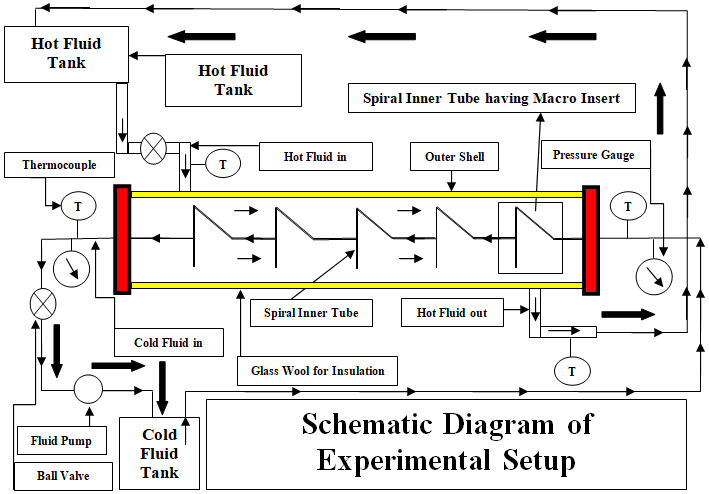 Hot Fluid
Tank
Hot Fluid
Tank
Spiral Inner Tube having Macro Insert
Thermocouple
T
Hot Fluid in
Outer Shell
Pressure Gauge
T
T
Spiral Inner Tube
Hot Fluid out
Cold Fluid in
Glass Wool for Insulation
T
Fluid Pump
Ball Valve
Cold
Fluid
Tank
Schematic Diagram of
Experimental Setup